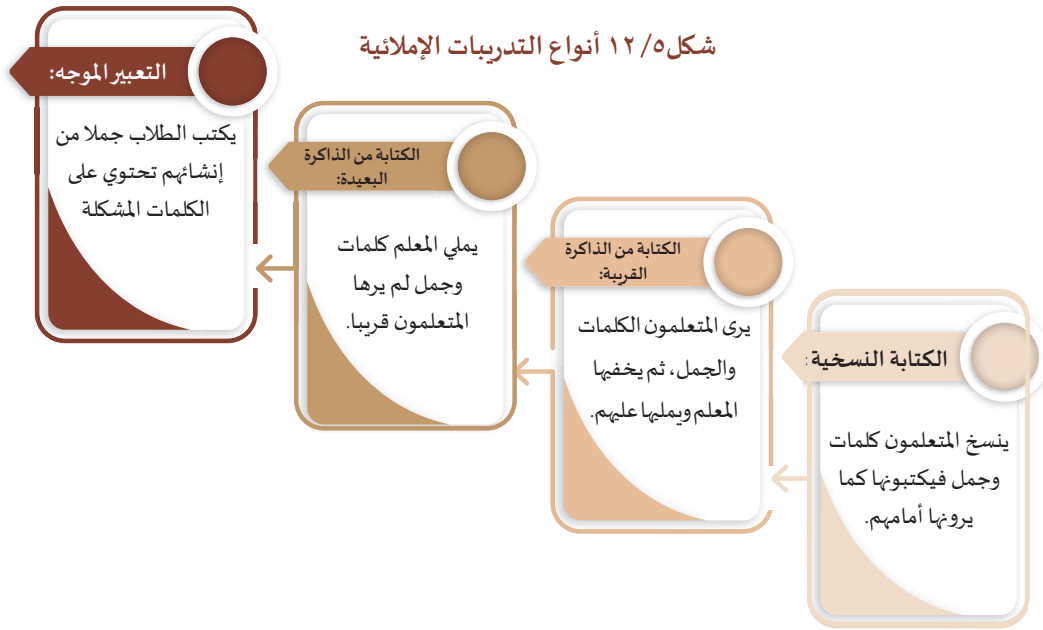 شكل٥/ ١٢ أنواع التدريبات الإملائية
الكتابة النسخية:
ينسخ المتعلمون كلمات
وجمل فيكتبونها كما
يرونها أمامهم.
الكتابة من الذاكرة
القريبة:
يرى المتعلمون الكلمات
والجمل، ثم يخفيها
المعلم ويمليها عليهم.
الكتابة من الذاكرة
البعيدة:
يملي المعلم كلمات
وجمل لم يرها
المتعلمون قريبا.
التعبير الموجه:
يكتب الطلاب جملا من
إنشائهم تحتوي على
الكلمات المشكلة